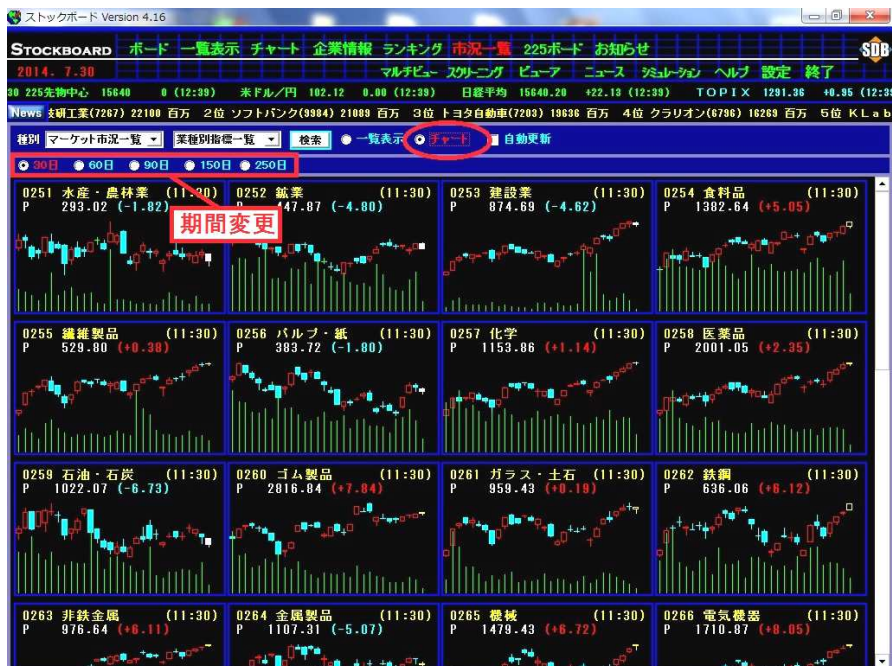 ストックボード Version 4.16
STOCKBOARD ボード 一覧表示 チャート 企業情報 ランキング 市況一覧 225ボード お知らせ SDB
2014. 7.30 マルチビュー スクリーニング ビューア ニュース シミュレーション ヘルプ 設定 終了
30 225先物中心 15640 0 (12:39) 米ドル/円 102.12 0.00 (12:39) 日経平均 15640.20 +22.13 (12:39) TOPIX 1291.36 +0.95 (12:39
News 技研工業(7267) 22100 百万 2位 ソフトバンク(9984) 21089 百万 3位 トヨタ自動車(7203) 19636 百万 4位 クラリオン(6796) 16269 百万 5位 KLab
種別 マーケット市況一覧 業種別指標一覧 検索 一覧表示 チャート 自動更新
30日 60日 90日 150日 250日
期間変更
0251 水産・農林業 (11:30) 0252 鉱業 (11:30) 0253 建設業 (11:30) 0254 食料品 (11:30)
P 293.02 (-1.82) 447.87 (-4.80) P 874.69 (-4.62) P 1382.64 (+5.05)
0255 繊維製品 (11:30) 0256 パルプ・紙 (11:30) 0257 化学 (11:30) 0258 医薬品 (11:30)
P 529.80 (+0.38) P 383.72 (-1.80) P 1153.86 (+1.14) P 2001.05 (+2.35)
0259 石油・石炭 (11:30) 0260 ゴム製品 (11:30) 0261 ガラス・土石 (11:30) 0262 鉄鋼 (11:30)
P 1022.07 (-6.73) P 2816.84 (+7.84) P 959.43 (+0.19) P 636.06 (+6.12)
0263 非鉄金属 (11:30) 0264 金属製品 (11:30) 0265 機械 (11:30) 0266 電気機器 (11:30)
P 976.64 (+6.11) P 1107.31 (-5.07) P 1479.43 (+6.72) P 1710.87 (+8.05)